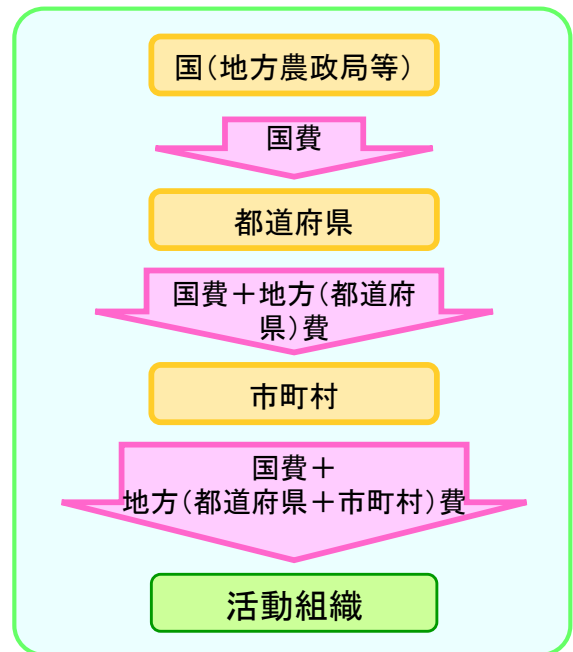 国（地方農政局等）
国費
都道府県
国費＋地方（都道府
県）費
市町村
国費＋
地方（都道府県＋市町村）費
活動組織